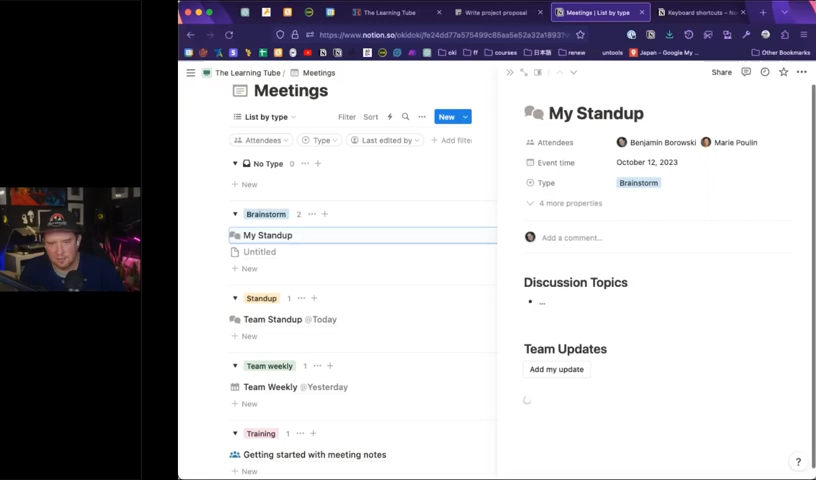 The Learning Tube
Write project proposal
Meetings | List by type
Keyboard shortcuts – No
https://www.notion.so/okidoki/fe24dd77a575499c85aa5e52a32a1893?
oki
ff
courses
日本語
renew
untools
Japan - Google My ...
Other Bookmarks
The Learning Tube / Meetings
Share
Meetings
List by type
Filter
Sort
New
Attendees
Type
Last edited by
+ Add filter
No Type 0
+ New
Brainstorm 2
My Standup
Untitled
+ New
Standup 1
Team Standup @Today
+ New
Team weekly 1
Team Weekly @Yesterday
+ New
Training 1
Getting started with meeting notes
+ New
My Standup
Attendees
Benjamin Borowski
Marie Poulin
Event time
October 12, 2023
Type
Brainstorm
4 more properties
Add a comment...
Discussion Topics
• ...
Team Updates
Add my update
?